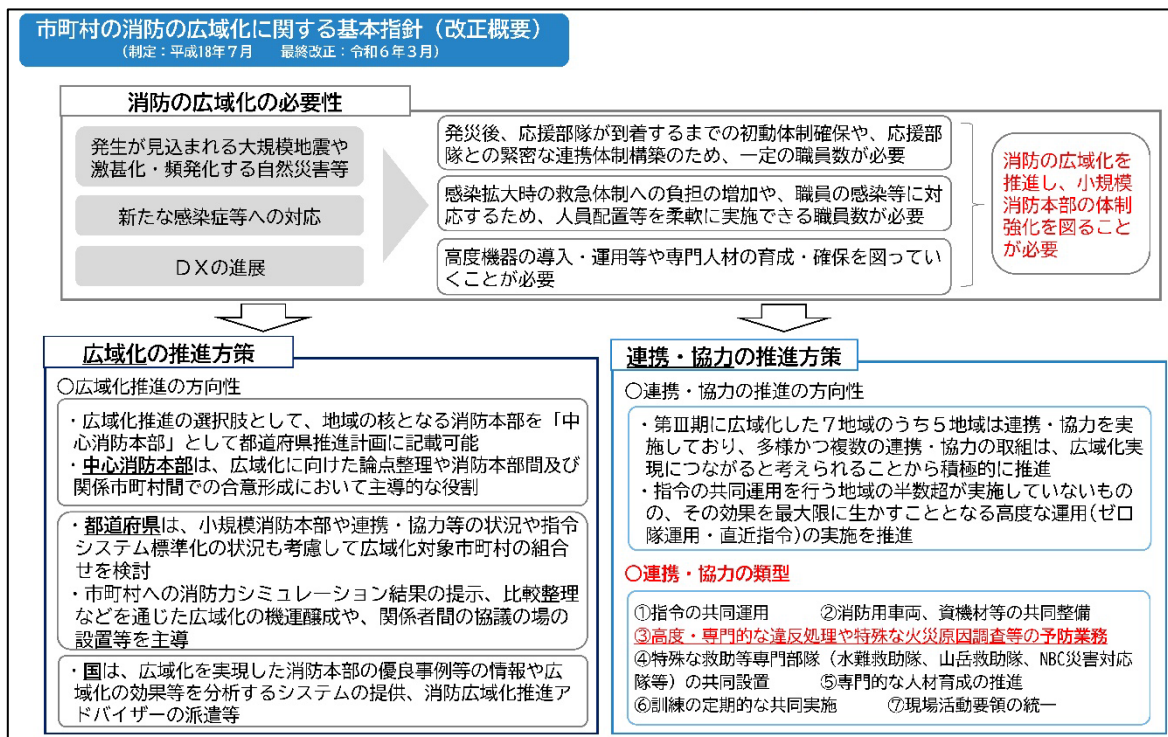 市町村の消防の広域化に関する基本指針（改正概要）
（制定：平成18年７月　最終改正：令和６年３月）
消防の広域化の必要性
発生が見込まれる大規模地震や
激甚化・頻発化する自然災害等
新たな感染症等への対応
ＤＸの進展
発災後、応援部隊が到着するまでの初動体制確保や、応援部
隊との緊密な連携体制構築のため、一定の職員数が必要
感染拡大時の救急体制への負担の増加や、職員の感染等に対
応するため、人員配置等を柔軟に実施できる職員数が必要
高度機器の導入・運用等や専門人材の育成・確保を図ってい
くことが必要
消防の広域化を
推進し、小規模
消防本部の体制
強化を図ること
が必要
広域化の推進方策
○広域化推進の方向性
・広域化推進の選択肢として、地域の核となる消防本部を「中
心消防本部」として都道府県推進計画に記載可能
・中心消防本部は、広域化に向けた論点整理や消防本部間及び
関係市町村間での合意形成において主導的な役割
・都道府県は、小規模消防本部や連携・協力等の状況や指令
システム標準化の状況も考慮して広域化対象市町村の組合
せを検討
・市町村への消防力シミュレーション結果の提示、比較整理
などを通じた広域化の機運醸成や、関係者間の協議の場の
設置等を主導
・国は、広域化を実現した消防本部の優良事例等の情報や広
域化の効果等を分析するシステムの提供、消防広域化推進ア
ドバイザーの派遣等
連携・協力の推進方策
○連携・協力の推進の方向性
・第Ⅲ期に広域化した７地域のうち５地域は連携・協力を実
施しており、多様かつ複数の連携・協力の取組は、広域化実
現につながると考えられることから積極的に推進
・指令の共同運用を行う地域の半数超が実施していないもの
の、その効果を最大限に生かすこととなる高度な運用（ゼロ
隊運用・直近指令）の実施を推進
○連携・協力の類型
①指令の共同運用　②消防用車両、資機材等の共同整備
③高度・専門的な違反処理や特殊な火災原因調査等の予防業務
④特殊な救助等専門部隊（水難救助隊、山岳救助隊、NBC災害対応
隊等）の共同設置　⑤専門的な人材育成の推進
⑥訓練の定期的な共同実施　⑦現場活動要領の統一